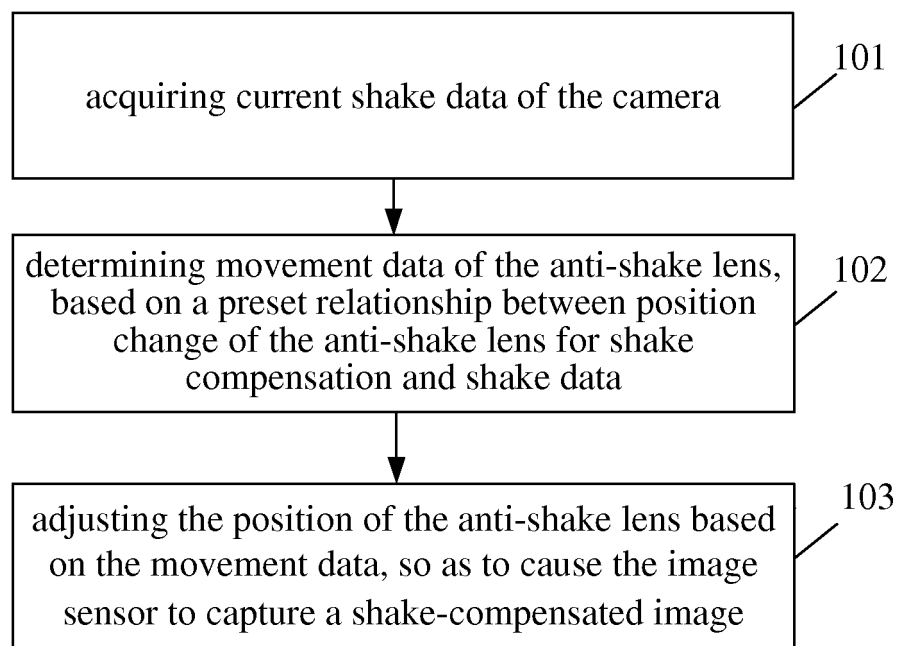 101
acquiring current shake data of the camera
determining movement data of the anti-shake lens,
based on a preset relationship between position
change of the anti-shake lens for shake
compensation and shake data
102
adjusting the position of the anti-shake lens based
on the movement data, so as to cause the image
sensor to capture a shake-compensated image
103